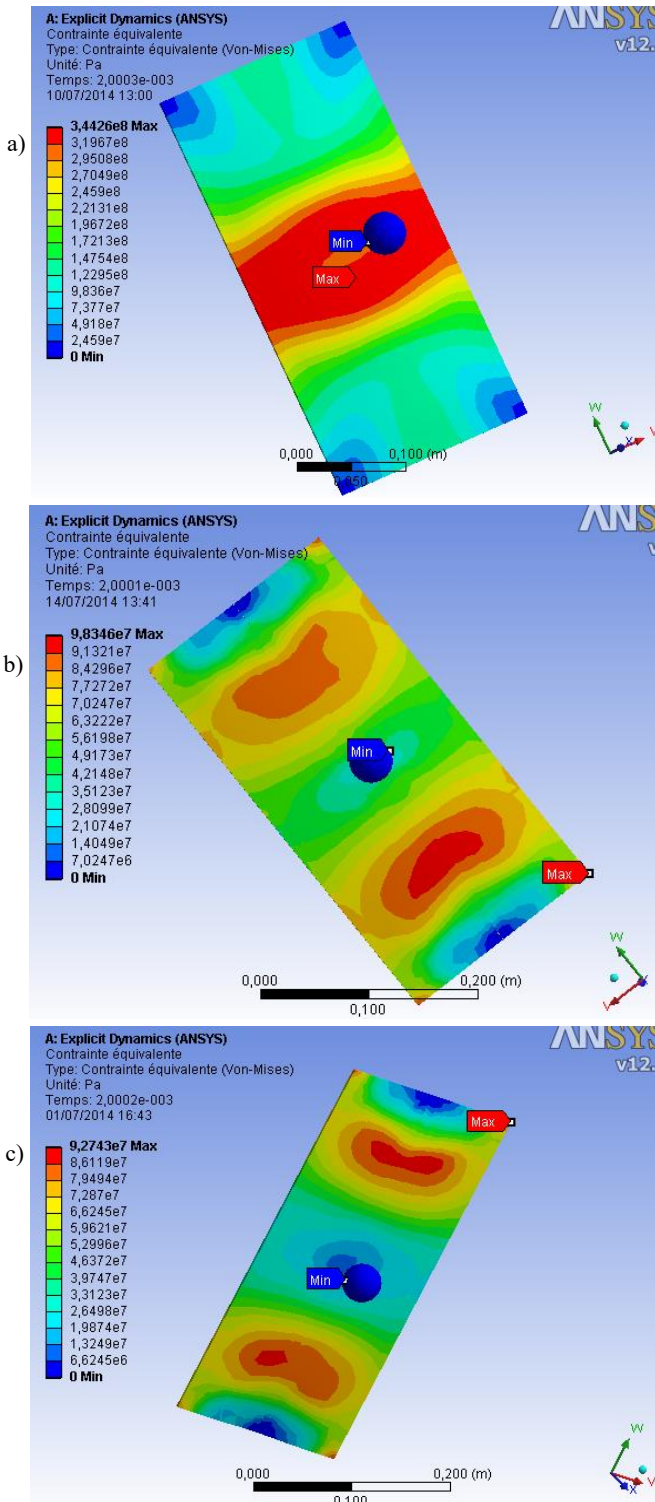 a)
A: Explicit Dynamics (ANSYS)
Contrainte équivalente
Type: Contrainte équivalente (Von-Mises)
Unité: Pa
Temps: 2,0003e-003
10/07/2014 13:00
ANSYS
v12.
3,4426e8 Max
3,1967e8
2,9508e8
2,7049e8
2,459e8
2,2131e8
1,9672e8
1,7213e8
1,4754e8
1,2295e8
9,836e7
7,377e7
4,918e7
2,459e7
0 Min
Min
Max
0,000
0,100 (m)
0,050
W
X
V
b)
A: Explicit Dynamics (ANSYS)
Contrainte équivalente
Type: Contrainte équivalente (Von-Mises)
Unité: Pa
Temps: 2,0001e-003
14/07/2014 13:41
ANS
v
9,8346e7 Max
9,1321e7
8,4296e7
7,7272e7
7,0247e7
6,3222e7
5,6198e7
4,9173e7
4,2148e7
3,5123e7
2,8099e7
2,1074e7
1,4049e7
7,0247e6
0 Min
Min
Max
0,000
0,200 (m)
0,100
W
X
V
c)
A: Explicit Dynamics (ANSYS)
Contrainte équivalente
Type: Contrainte équivalente (Von-Mises)
Unité: Pa
Temps: 2,0002e-003
01/07/2014 16:43
ANSYS
v12.
9,2743e7 Max
8,6119e7
7,9494e7
7,287e7
6,6245e7
5,9621e7
5,2996e7
4,6372e7
3,9747e7
3,3123e7
2,6498e7
1,9874e7
1,3249e7
6,6245e6
0 Min
Max
Min
0,000
0,200 (m)
0,100
W
V
X